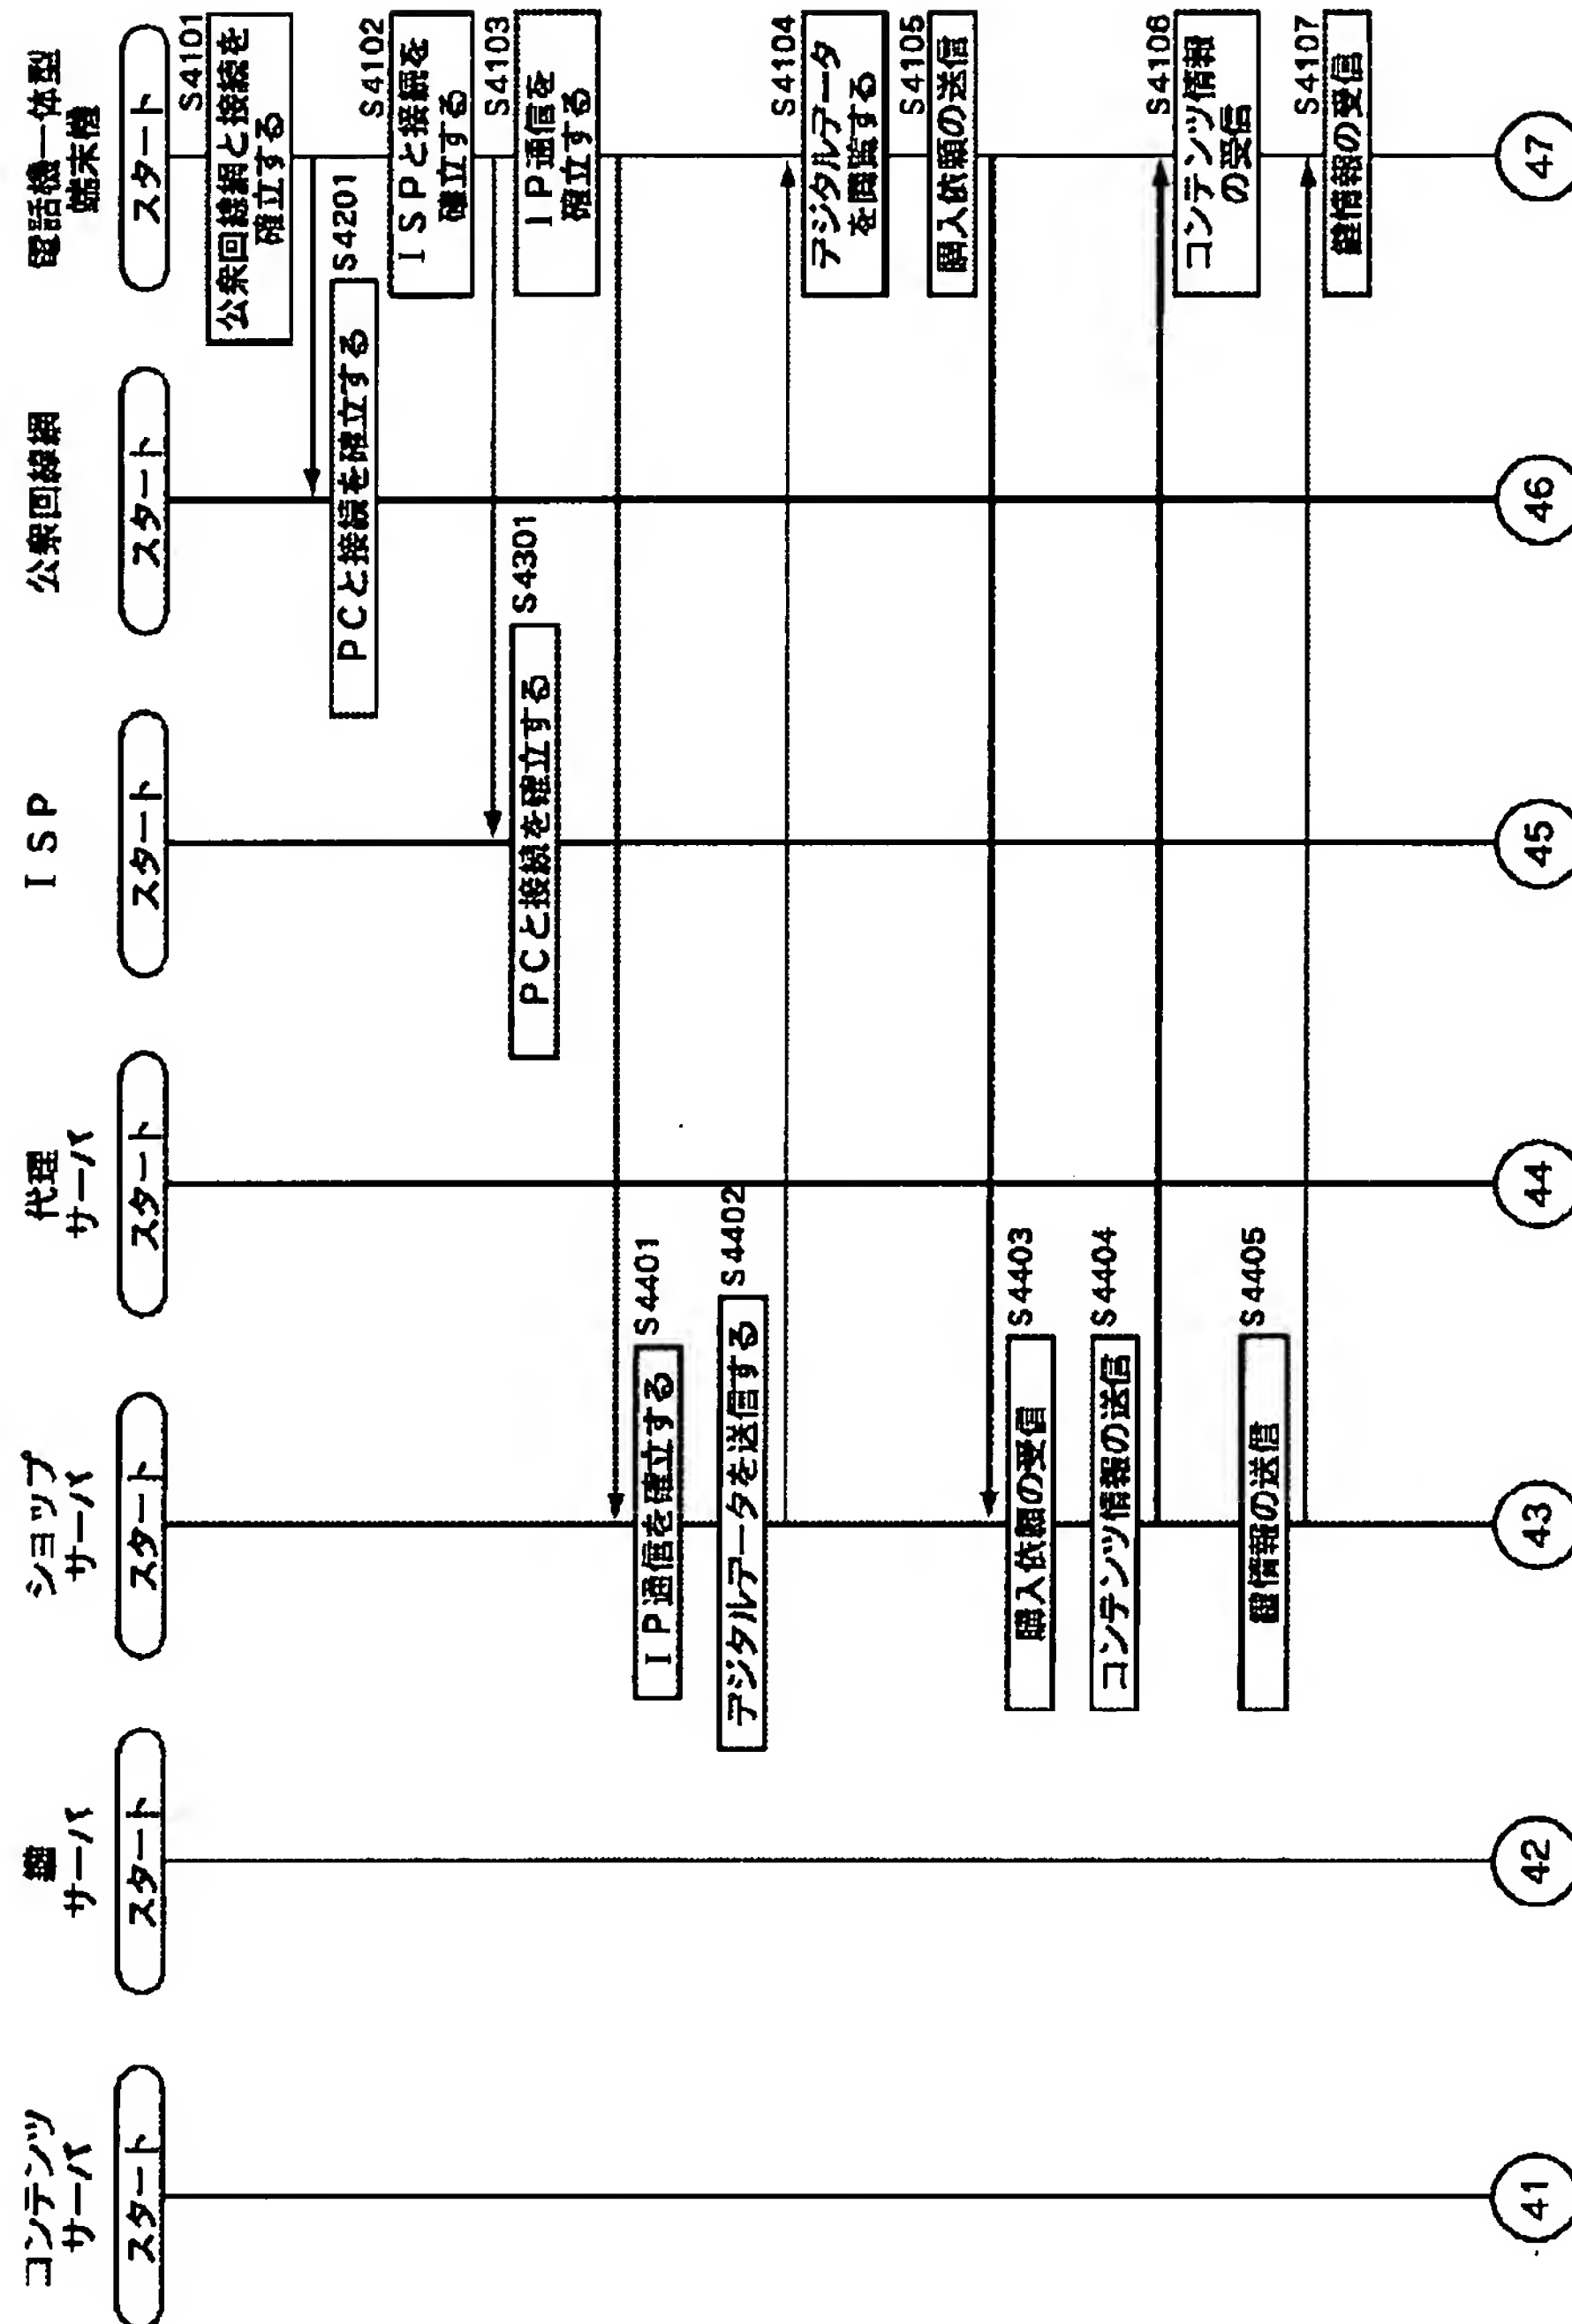 コンテンツ
サーバ
鍵
サーバ
ショップ
サーバ
代理
サーバ
ISP
公衆回線網
電話機一体型
端末機
スタート
スタート
スタート
スタート
スタート
スタート
スタート
S4101
公衆回線網と接続を
確立する
S4201
PCと接続を確立する
S4102
ISPと接続を
確立する
S4301
PCと接続を確立する
S4103
IP通信を
確立する
S4401
IP通信を確立する
S4402
デジタルデータを送信する
S4104
デジタルデータ
を閲覧する
S4105
購入依頼の送信
S4403
購入依頼の受信
S4404
コンテンツ情報の送信
S4106
コンテンツ情報
の受信
S4405
鍵情報の送信
S4107
鍵情報の受信
41
42
43
44
45
46
47